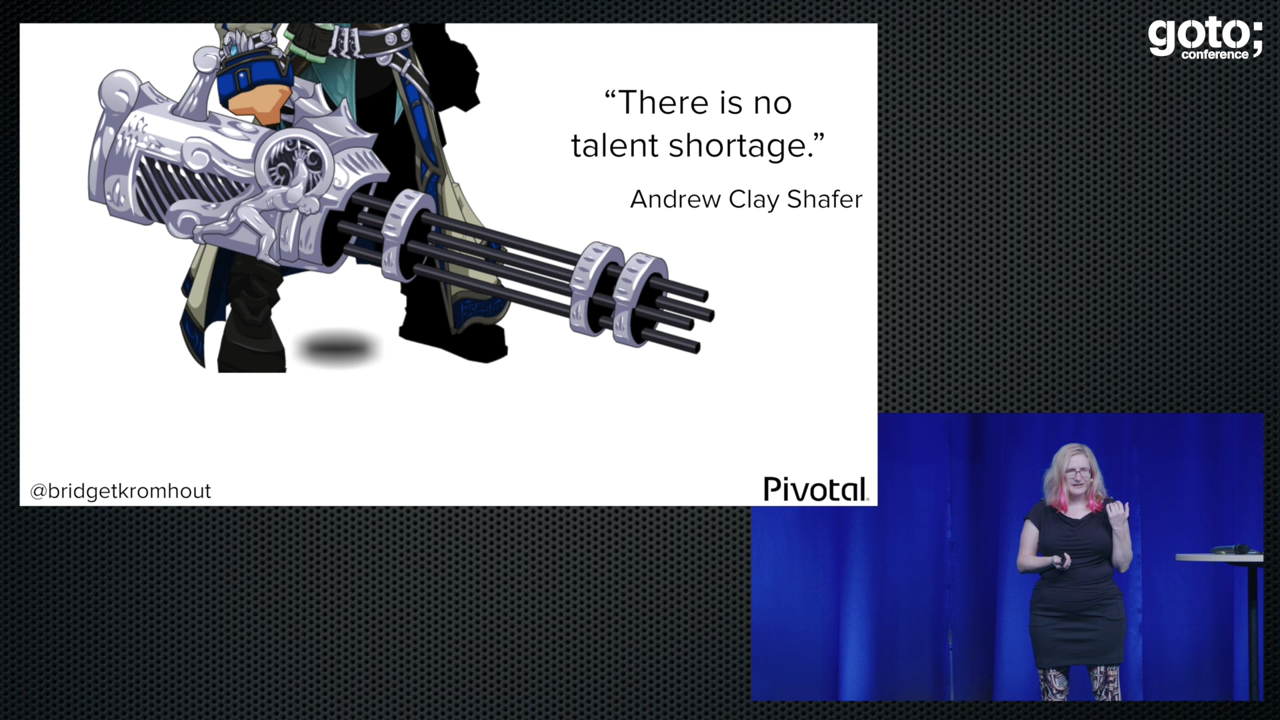 goto;
conference
“There is no
talent shortage.”
Andrew Clay Shafer
@bridgetkromhout
Pivotal